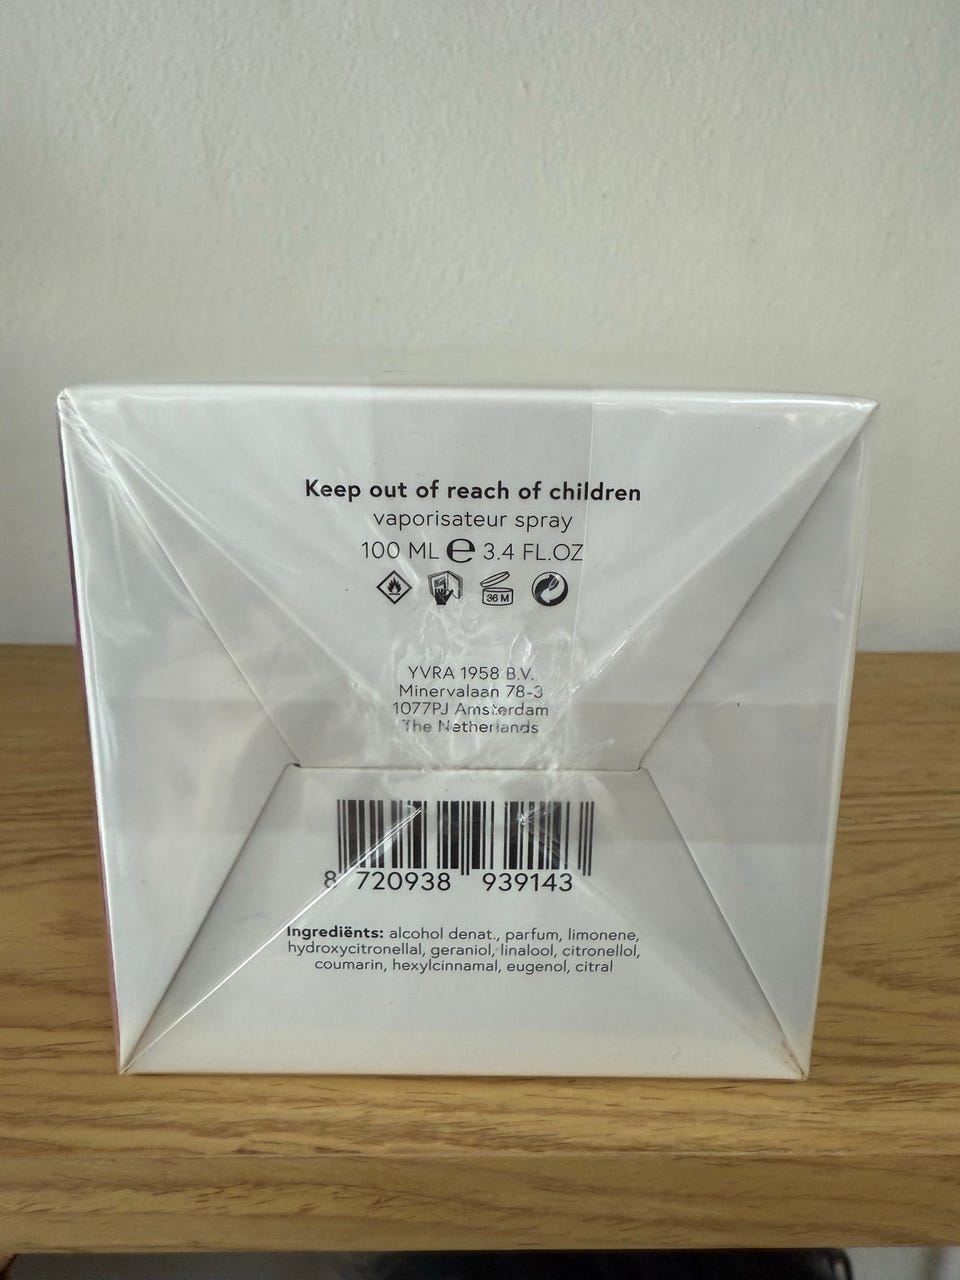 Keep out of reach of children
vaporisateur spray
100 ML ℮ 3.4 FL.OZ
36 M
YVRA 1958 B.V.
Minervalaan 78-3
1077PJ Amsterdam
The Netherlands
8 720938 939143
Ingrediënts: alcohol denat., parfum, limonene,
hydroxycitronellal, geraniol, linalool, citronellol,
coumarin, hexylcinnamal, eugenol, citral